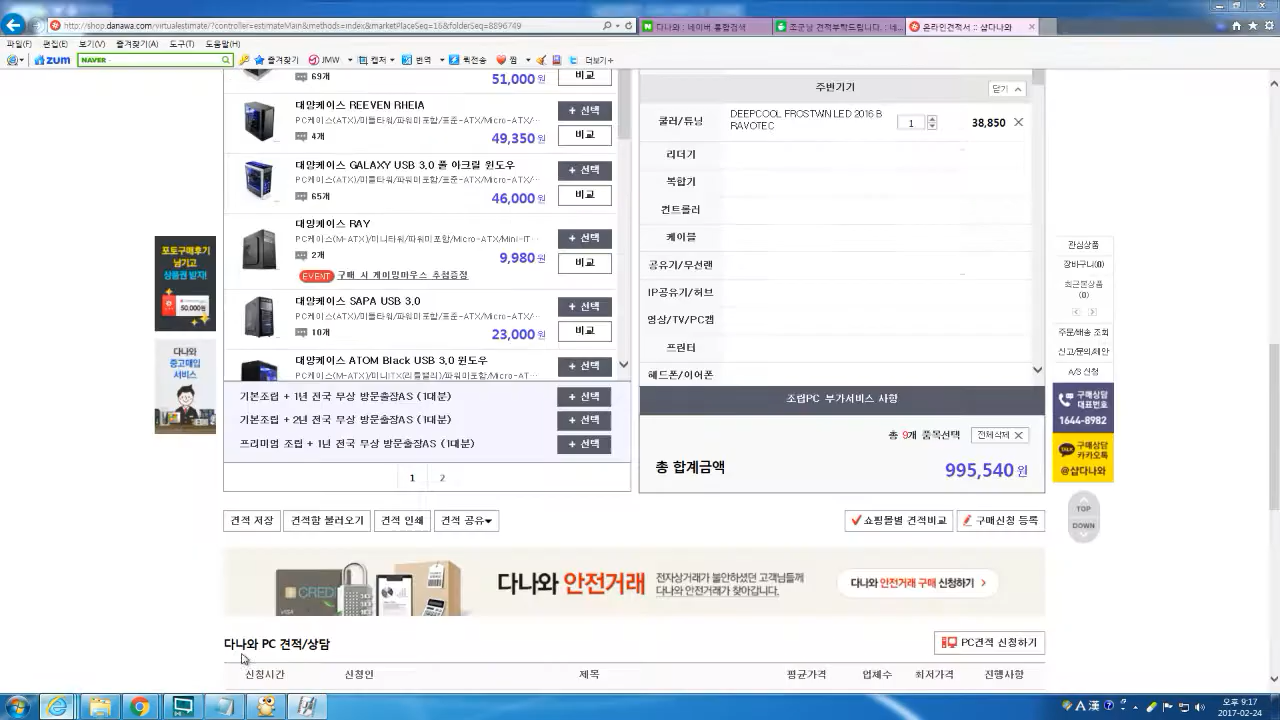 http://shop.danawa.com/virtualestimate/?controller=estimateMain&methods=index&marketPlaceSeq=16&folderSeq=8896749
다나와 : 네이버 통합검색
조군님 견적부탁드립니다. : 네...
온라인견적서 :: 샵다나와
파일(F) 편집(E) 보기(V) 즐겨찾기(A) 도구(T) 도움말(H)
zum NAVER 즐겨찾기 JMW 캡처 번역 퀵전송 찜 더보기+
69개 51,000 원 비교
대양케이스 REEVEN RHEIA
PC케이스(ATX)/미들타워/파워미포함/표준-ATX/Micro-ATX/···
4개 49,350 원
+ 선택
비교
대양케이스 GALAXY USB 3.0 풀 아크릴 윈도우
PC케이스(ATX)/미들타워/파워미포함/표준-ATX/Micro-ATX/···
65개 46,000 원
+ 선택
비교
대양케이스 RAY
PC케이스(M-ATX)/미니타워/파워미포함/Micro-ATX/Mini-IT···
2개 9,980 원
+ 선택
비교
EVENT 구매 시 게이밍마우스 추첨증정
대양케이스 SAPA USB 3.0
PC케이스(ATX)/미들타워/파워미포함/표준-ATX/Micro-ATX/···
10개 23,000 원
+ 선택
비교
대양케이스 ATOM Black USB 3.0 윈도우
PC케이스(M-ATX)/미니ITX(리틀밸리)/파워미포함/Micro-AT···
+ 선택
기본조립 + 1년 전국 무상 방문출장AS (1대분) + 선택
기본조립 + 2년 전국 무상 방문출장AS (1대분) + 선택
프리미엄 조립 + 1년 전국 무상 방문출장AS (1대분) + 선택
1 2
주변기기 닫기
쿨러/튜닝
DEEPCOOL FROSTWIN LED 2016 B
RAVOTEC
1 38,850
리더기
복합기
컨트롤러
케이블
공유기/무선랜
IP공유기/허브
영상/TV/PC캠
프린터
헤드폰/이어폰
조립PC 부가서비스 사항
총 9개 품목선택 전체삭제
총 합계금액 995,540 원
견적 저장 견적함 불러오기 견적 인쇄 견적 공유▼
쇼핑몰별 견적비교 구매신청 등록
CREDI
VISA
다나와 안전거래
전자상거래가 불안하셨던 고객님들께
다나와 안전거래가 찾아갑니다.
다나와 안전거래 구매 신청하기 >
다나와 PC 견적/상담 PC견적 신청하기
신청시간 신청인 제목 평균가격 업체수 최저가격 진행사항
포토구매후기
남기고
상품권 받자!
50,000원
다나와
중고매입
서비스
관심상품
장바구니(0)
최근본상품
(0)
주문/배송 조회
신고/문의/제안
A/S 신청
구매상담
대표번호
1644-8982
TALK
구매상담
카카오톡
@샵다나와
TOP
DOWN
A 漢
오후 9:17
2017-02-24